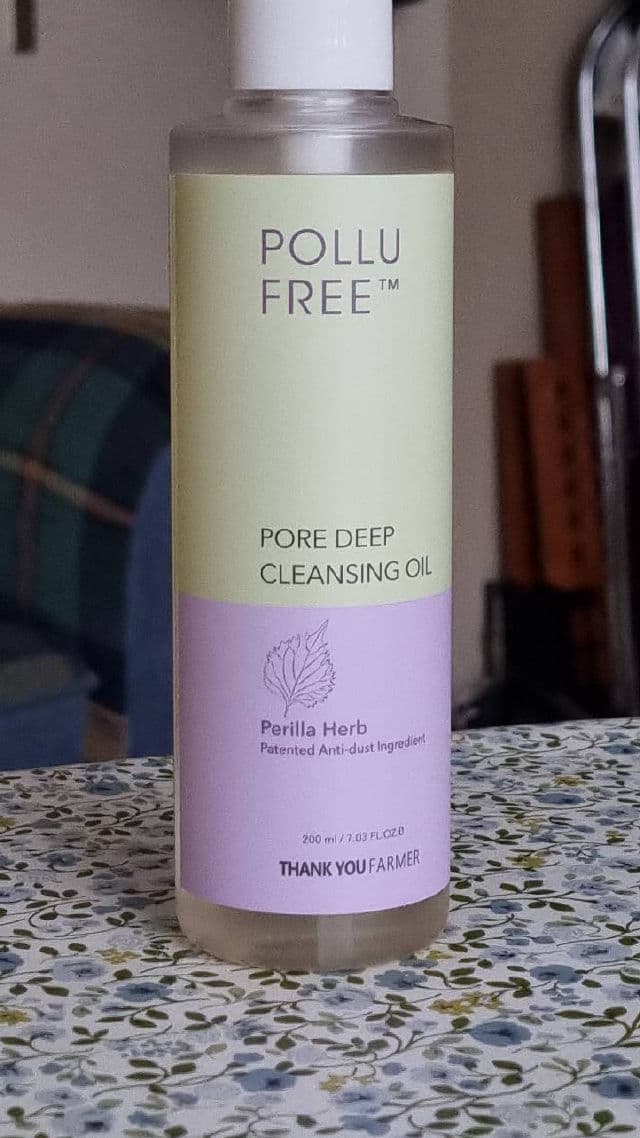 POLLU
FREE™
PORE DEEP
CLEANSING OIL
Perilla Herb
Patented Anti-dust Ingredient
200 ml / 7.03 FL.OZ
THANK YOU FARMER